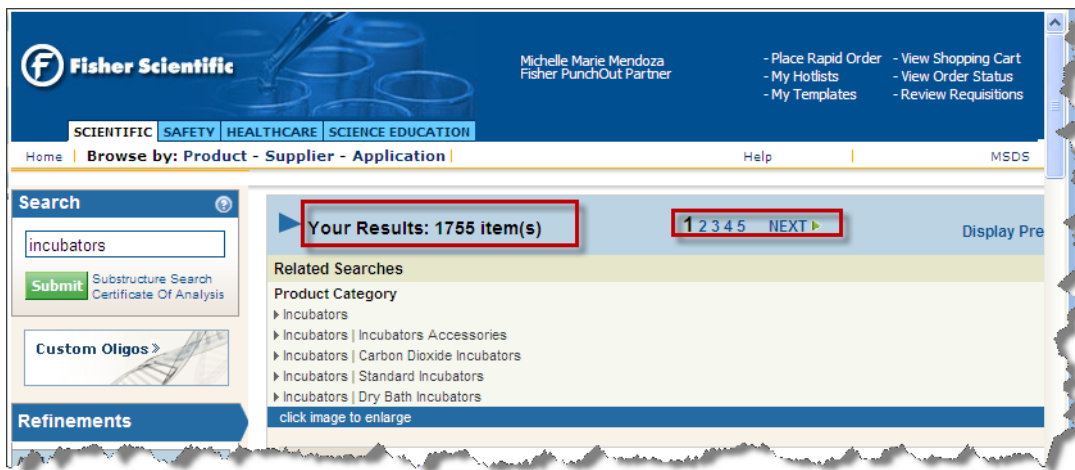 Fisher Scientific
Michelle Marie Mendoza
Fisher PunchOut Partner
- Place Rapid Order - View Shopping Cart
- My Hotlists - View Order Status
- My Templates - Review Requisitions
SCIENTIFIC SAFETY HEALTHCARE SCIENCE EDUCATION
Home | Browse by: Product - Supplier - Application | Help | MSDS
Search ?
incubators
Submit
Substructure Search
Certificate Of Analysis
Custom Oligos »
Refinements
Your Results: 1755 item(s)
1 2 3 4 5 NEXT
Display Pre
Related Searches
Product Category
Incubators
Incubators | Incubators Accessories
Incubators | Carbon Dioxide Incubators
Incubators | Standard Incubators
Incubators | Dry Bath Incubators
click image to enlarge